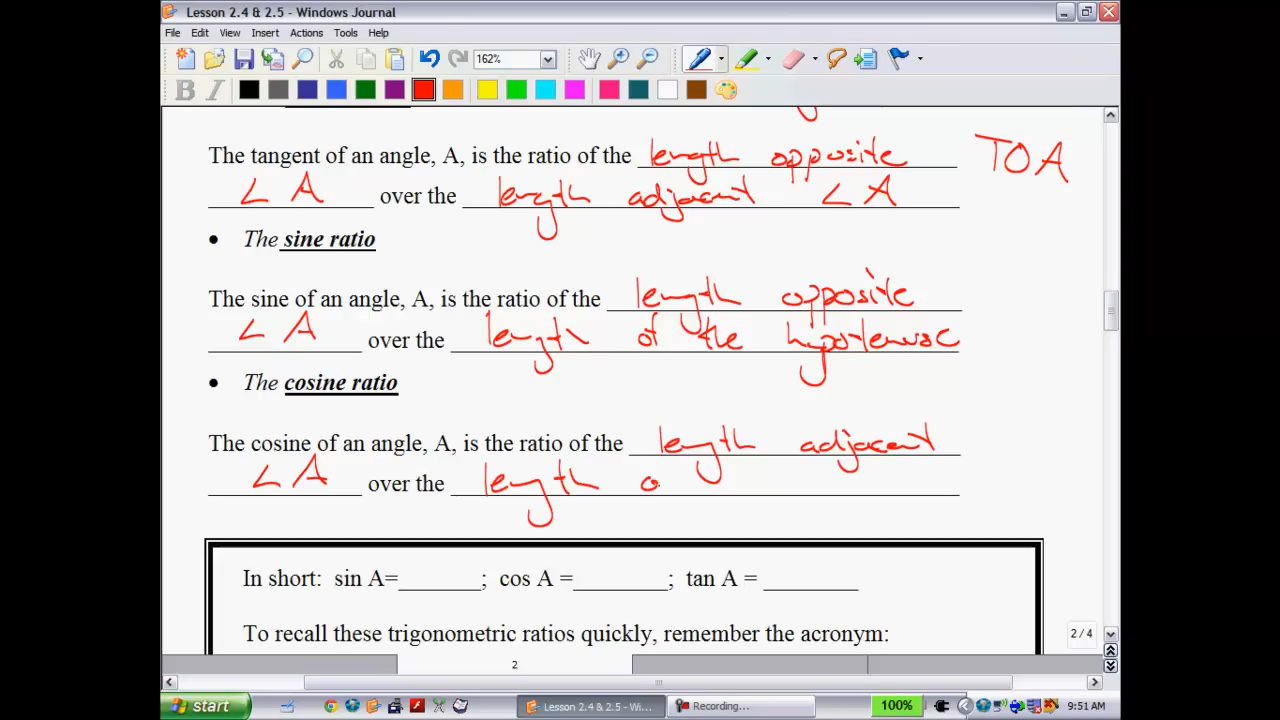 Lesson 2.4 & 2.5 - Windows Journal
File Edit View Insert Actions Tools Help
162%
B I
The tangent of an angle, A, is the ratio of the length opposite TOA
∠ A over the length adjacent ∠ A
• The sine ratio
The sine of an angle, A, is the ratio of the length opposite
∠ A over the length of the hypotenuse
• The cosine ratio
The cosine of an angle, A, is the ratio of the length adjacent
∠ A over the length o
In short: sin A=______; cos A =_______; tan A = _______
To recall these trigonometric ratios quickly, remember the acronym:
2 / 4
2
start Lesson 2.4 & 2.5 - Wi... Recording... 100% 9:51 AM